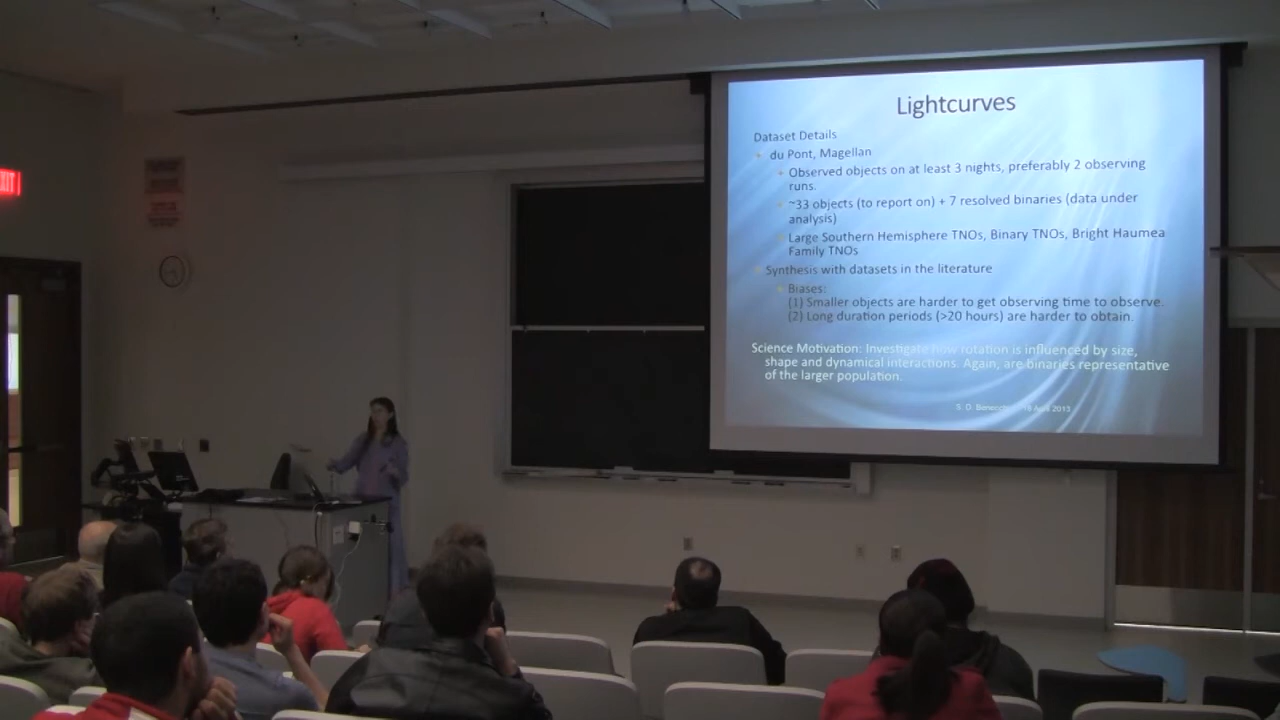 Lightcurves
Dataset Details
du Pont, Magellan
Observed objects on at least 3 nights, preferably 2 observing
runs.
~33 objects (to report on) + 7 resolved binaries (data under
analysis)
Large Southern Hemisphere TNOs, Binary TNOs, Bright Haumea
Family TNOs
Synthesis with datasets in the literature
Biases:
(1) Smaller objects are harder to get observing time to observe.
(2) Long duration periods (>20 hours) are harder to obtain.
Science Motivation: Investigate how rotation is influenced by size,
shape and dynamical interactions. Again, are binaries representative
of the larger population.
S. D. 18 April 2013
XIT